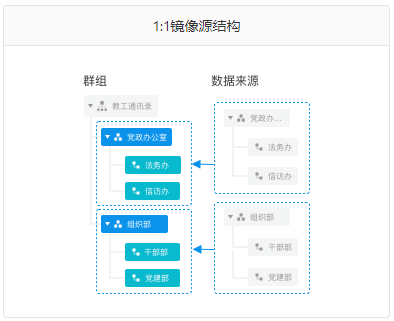 1:1镜像源结构
群组
数据来源
教工通讯录
党政办公室
法务办
信访办
组织部
干部部
党建部
党政办...
法务办
信访办
组织部
干部部
党建部